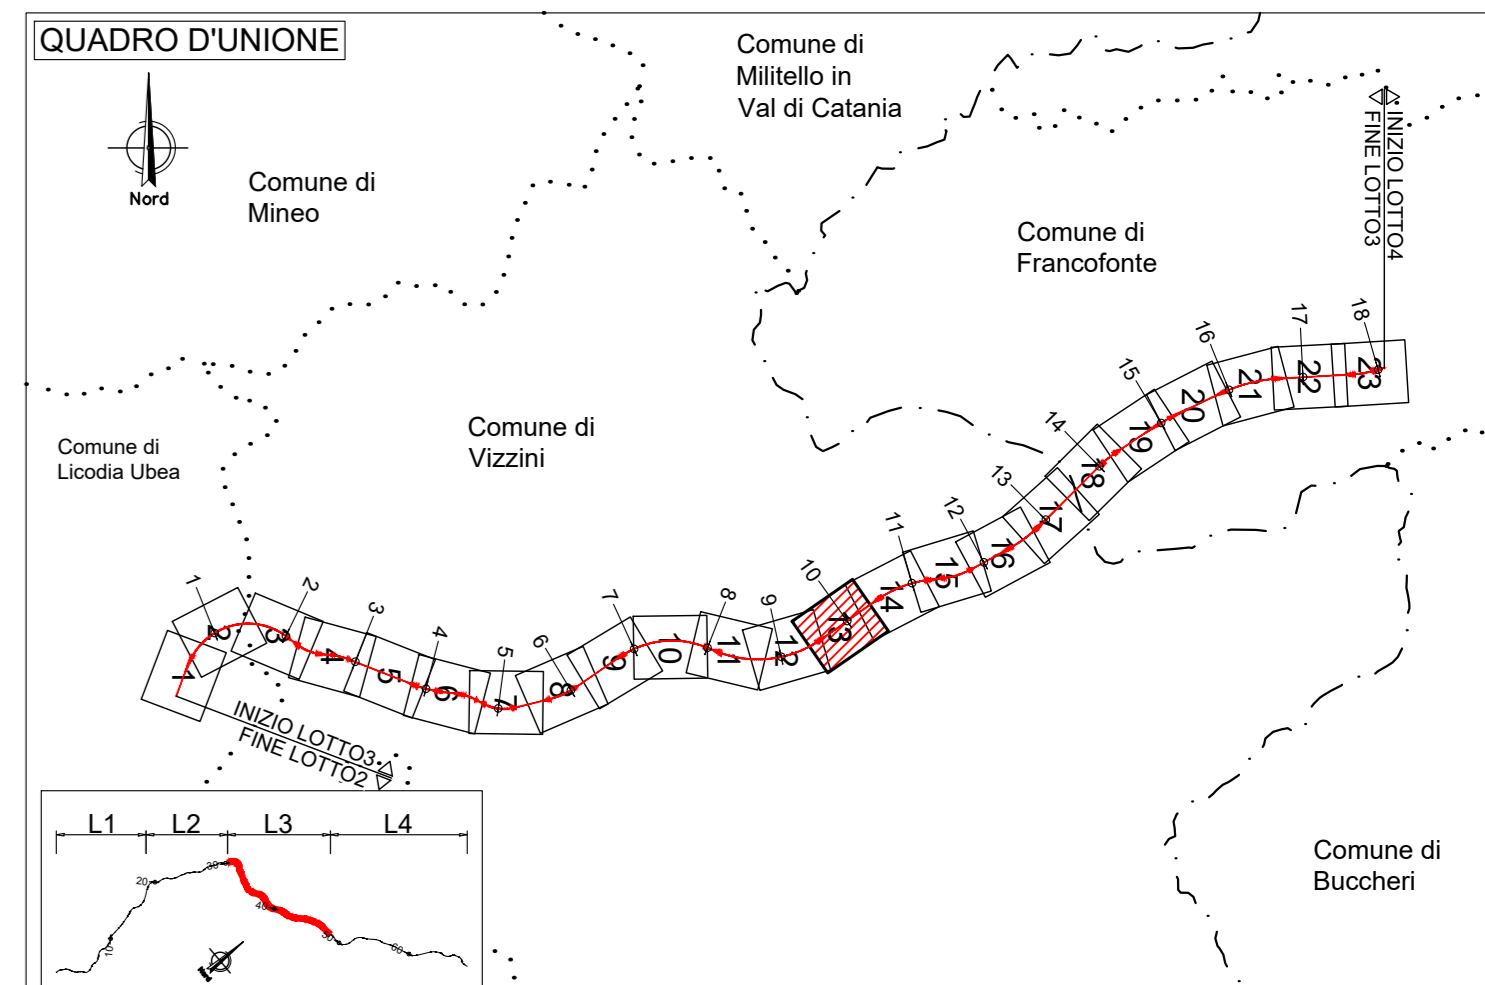 QUADRO D'UNIONE
Nord
Comune di
Mineo
Comune di
Militello in
Val di Catania
Comune di
Francofonte
INIZIO LOTTO4
FINE LOTTO3
Comune di
Licodia Ubea
Comune di
Vizzini
Comune di
Buccheri
1
2
3
4
5
6
7
8
9
10
11
12
13
14
15
16
17
18
1
2
3
4
5
6
7
8
9
10
11
12
13
14
15
16
17
18
19
20
21
22
23
INIZIO LOTTO3
FINE LOTTO2
L1
L2
L3
L4
10
20
30
40
50
60
Nord